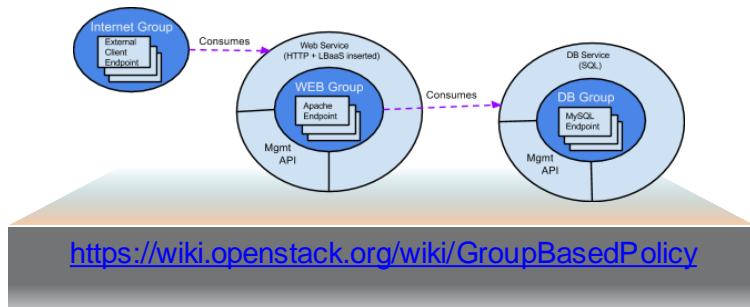 Internet Group
External
Client
Endpoint
Consumes
Web Service
(HTTP + LBaaS inserted)
WEB Group
Apache
Endpoint
Mgmt
API
Consumes
DB Service
(SQL)
DB Group
MySQL
Endpoint
Mgmt
API
https://wiki.openstack.org/wiki/GroupBasedPolicy